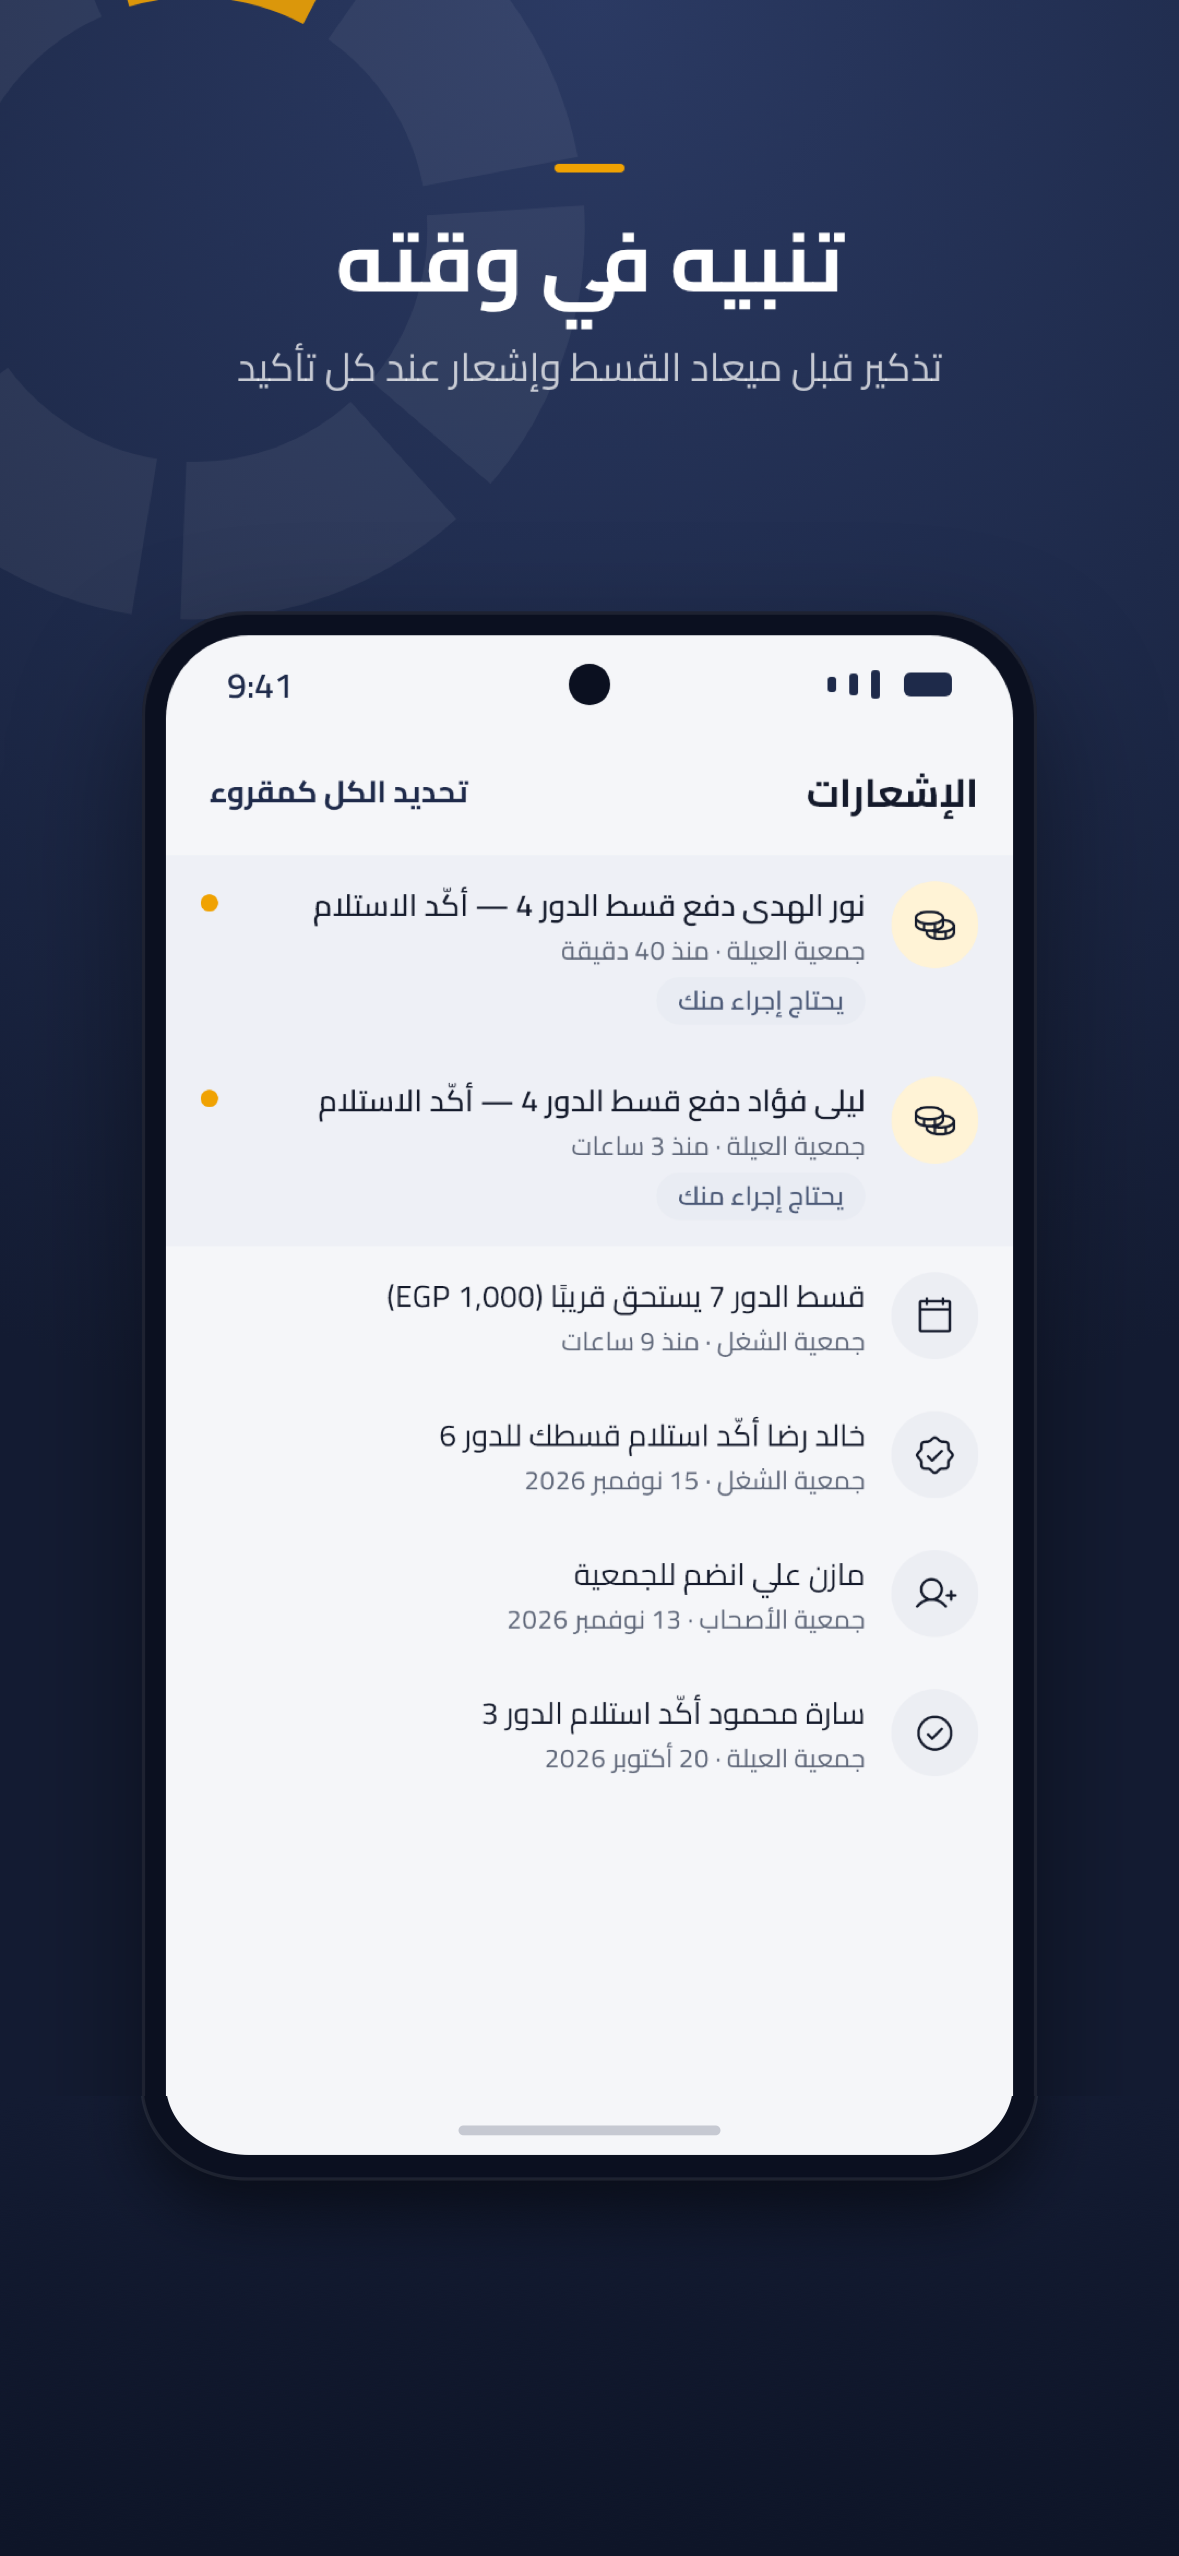 تنبيه في وقته
تذكير قبل ميعاد القسط وإشعار عند كل تأكيد
9:41
الإشعارات
تحديد الكل كمقروء
نور الهدى دفع قسط الدور 4 — أكّد الاستلام
جمعية العيلة · منذ 40 دقيقة
يحتاج إجراء منك
ليلى فؤاد دفع قسط الدور 4 — أكّد الاستلام
جمعية العيلة · منذ 3 ساعات
يحتاج إجراء منك
قسط الدور 7 يستحق قريبًا (EGP 1,000)
جمعية الشغل · منذ 9 ساعات
خالد رضا أكّد استلام قسطك للدور 6
جمعية الشغل · 15 نوفمبر 2026
مازن علي انضم للجمعية
جمعية الأصحاب · 13 نوفمبر 2026
سارة محمود أكّد استلام الدور 3
جمعية العيلة · 20 أكتوبر 2026